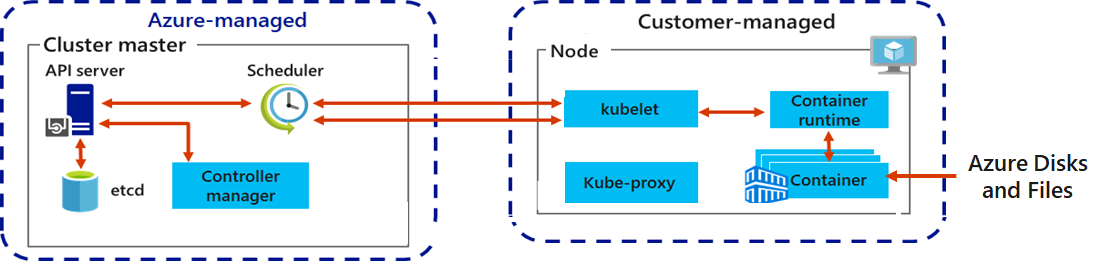 Azure-managed
Cluster master
API server
Scheduler
etcd
Controller
manager
Customer-managed
Node
kubelet
Container
runtime
Kube-proxy
Container
Azure Disks
and Files